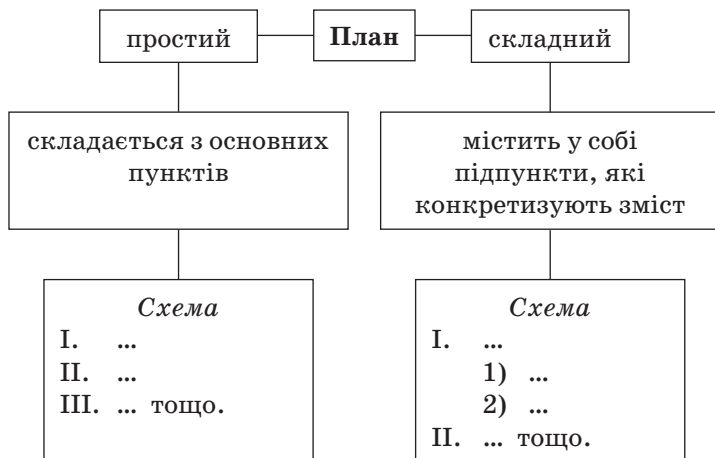 простий
План
складний
складається з основних
пунктів
містить у собі
підпункти, які
конкретизують зміст
Схема
I. ...
II. ...
III. ... тощо.
Схема
I. ...
1) ...
2) ...
II. ... тощо.